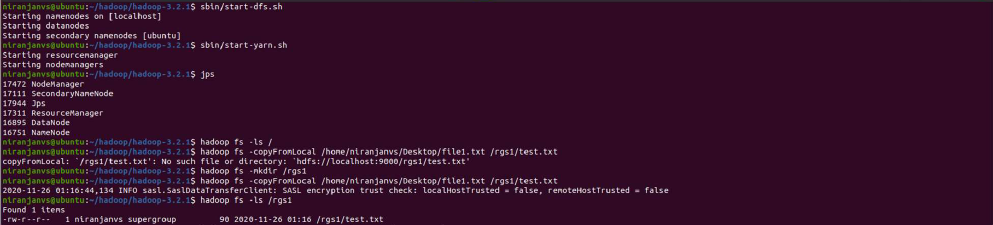 niranjanvs@ubuntu:~/hadoop/hadoop-3.2.1$ sbin/start-dfs.sh
Starting namenodes on [localhost]
Starting datanodes
Starting secondary namenodes [ubuntu]
niranjanvs@ubuntu:~/hadoop/hadoop-3.2.1$ sbin/start-yarn.sh
Starting resourcemanager
Starting nodemanagers
niranjanvs@ubuntu:~/hadoop/hadoop-3.2.1$ jps
17472 NodeManager
17111 SecondaryNameNode
17944 Jps
17311 ResourceManager
16895 DataNode
16751 NameNode
niranjanvs@ubuntu:~/hadoop/hadoop-3.2.1$ hadoop fs -ls /
niranjanvs@ubuntu:~/hadoop/hadoop-3.2.1$ hadoop fs -copyFromLocal /home/niranjanvs/Desktop/file1.txt /rgs1/test.txt
copyFromLocal: `/rgs1/test.txt': No such file or directory: `hdfs://localhost:9000/rgs1/test.txt'
niranjanvs@ubuntu:~/hadoop/hadoop-3.2.1$ hadoop fs -mkdir /rgs1
niranjanvs@ubuntu:~/hadoop/hadoop-3.2.1$ hadoop fs -copyFromLocal /home/niranjanvs/Desktop/file1.txt /rgs1/test.txt
2020-11-26 01:16:44,134 INFO sasl.SaslDataTransferClient: SASL encryption trust check: localHostTrusted = false, remoteHostTrusted = false
niranjanvs@ubuntu:~/hadoop/hadoop-3.2.1$ hadoop fs -ls /rgs1
Found 1 items
-rw-r--r-- 1 niranjanvs supergroup 90 2020-11-26 01:16 /rgs1/test.txt